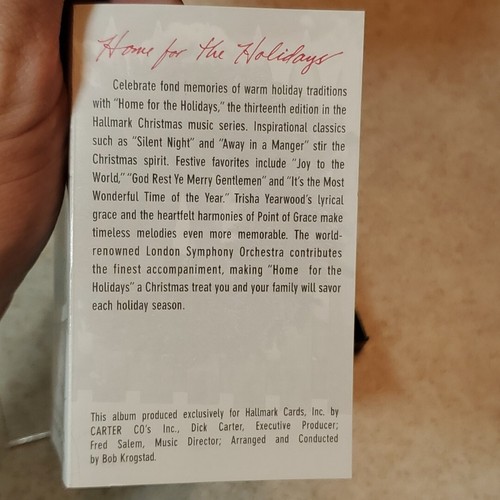 Home for the Holidays
Celebrate fond memories of warm holiday traditions
with "Home for the Holidays," the thirteenth edition in the
Hallmark Christmas music series. Inspirational classics
such as "Silent Night" and "Away in a Manger" stir the
Christmas spirit. Festive favorites include "Joy to the
World," "God Rest Ye Merry Gentlemen" and "It's the Most
Wonderful Time of the Year." Trisha Yearwood's lyrical
grace and the heartfelt harmonies of Point of Grace make
timeless melodies even more memorable. The world-
renowned London Symphony Orchestra contributes
the finest accompaniment, making "Home for the
Holidays" a Christmas treat you and your family will savor
each holiday season.
This album produced exclusively for Hallmark Cards, Inc. by
CARTER CO's Inc., Dick Carter, Executive Producer;
Fred Salem, Music Director; Arranged and Conducted
by Bob Krogstad.